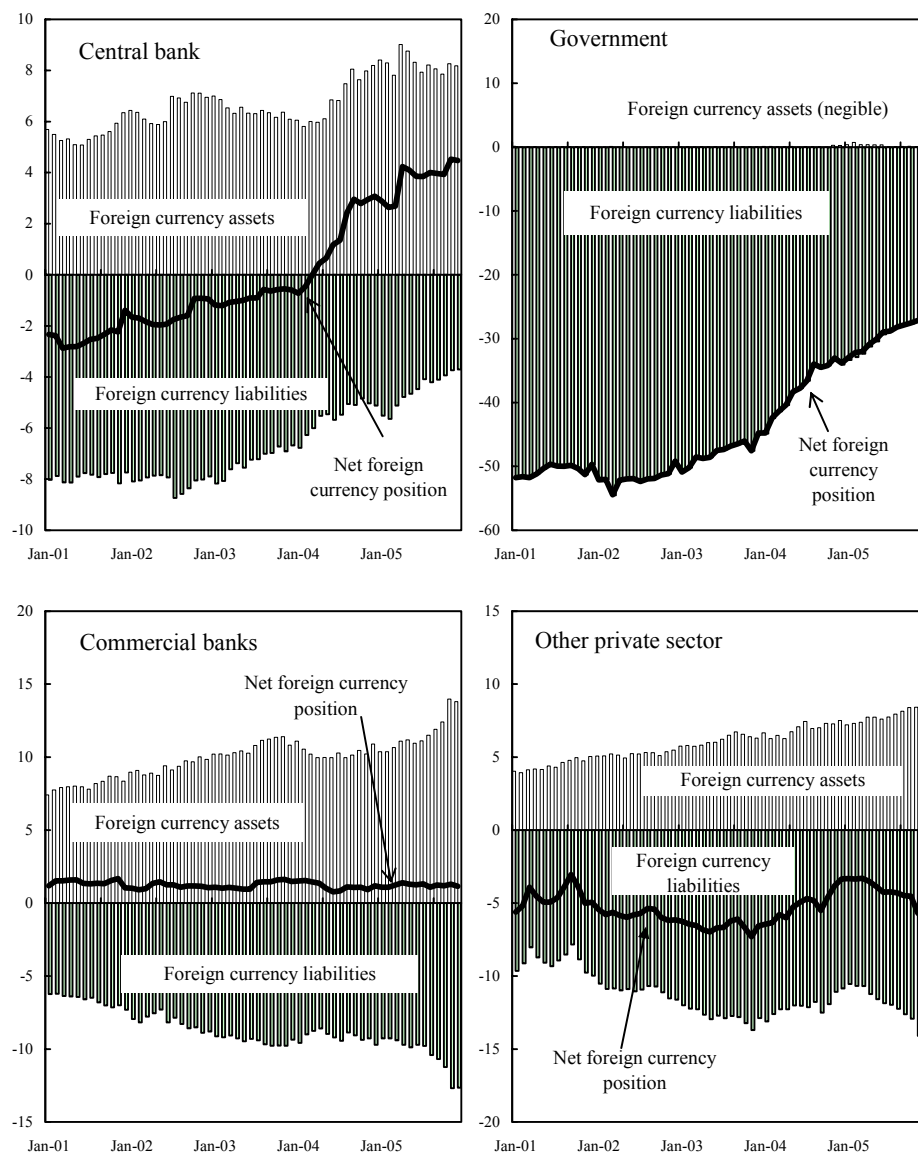 Central bank
10
8
6
4
2
0
-2
-4
-6
-8
-10
Foreign currency assets
Foreign currency liabilities
Net foreign
currency position
Jan-01 Jan-02 Jan-03 Jan-04 Jan-05
Government
20
10
0
-10
-20
-30
-40
-50
-60
Foreign currency assets (negible)
Foreign currency liabilities
Net foreign
currency
position
Jan-01 Jan-02 Jan-03 Jan-04 Jan-05
Commercial banks
20
15
10
5
0
-5
-10
-15
Net foreign currency
position
Foreign currency assets
Foreign currency liabilities
Jan-01 Jan-02 Jan-03 Jan-04 Jan-05
Other private sector
15
10
5
0
-5
-10
-15
-20
Foreign currency assets
Foreign currency
liabilities
Net foreign currency
position
Jan-01 Jan-02 Jan-03 Jan-04 Jan-05